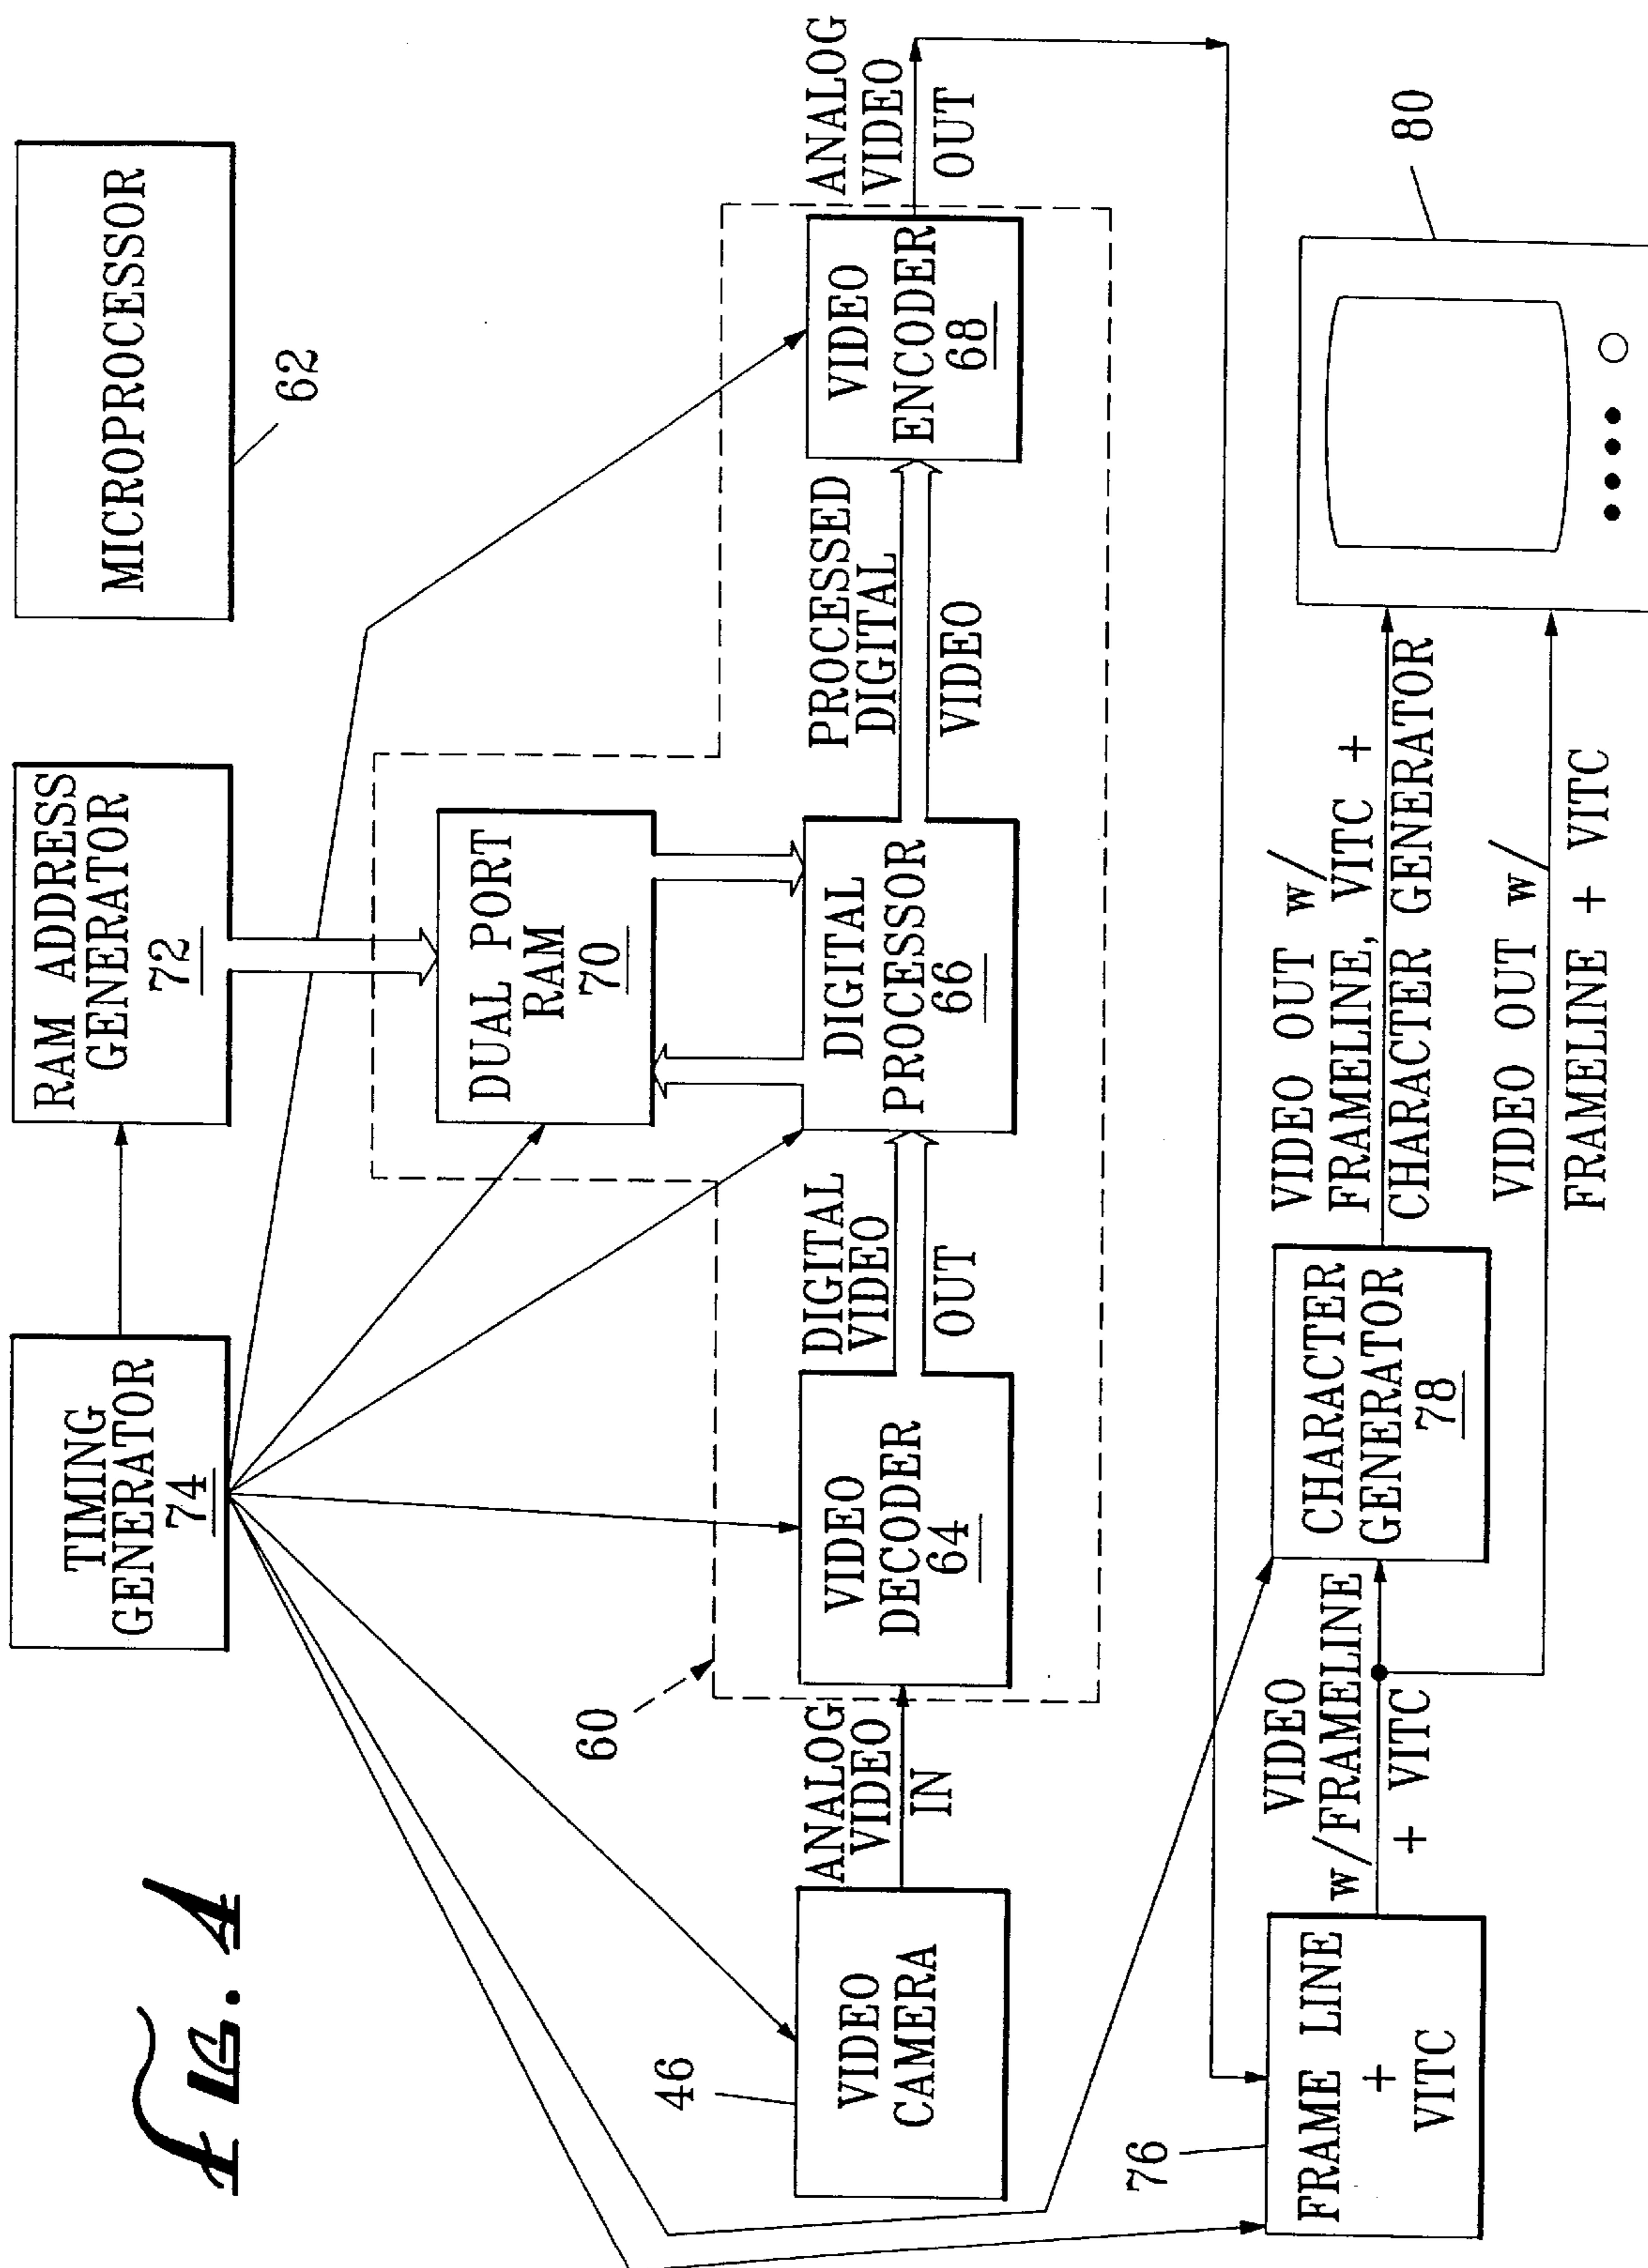 FIG. 4
TIMING
GENERATOR
74
RAM ADDRESS
GENERATOR
72
MICROPROCESSOR
62
DUAL PORT
RAM
70
60
46
VIDEO
CAMERA
ANALOG
VIDEO
IN
VIDEO
DECODER
64
DIGITAL
VIDEO
OUT
DIGITAL
PROCESSOR
66
PROCESSED
DIGITAL
VIDEO
VIDEO
ENCODER
68
ANALOG
VIDEO
OUT
76
FRAME LINE
+
VITC
VIDEO
w/FRAMELINE
+ VITC
CHARACTER
GENERATOR
78
VIDEO OUT w/
FRAMELINE, VITC +
CHARACTER GENERATOR
VIDEO OUT w/
FRAMELINE + VITC
80